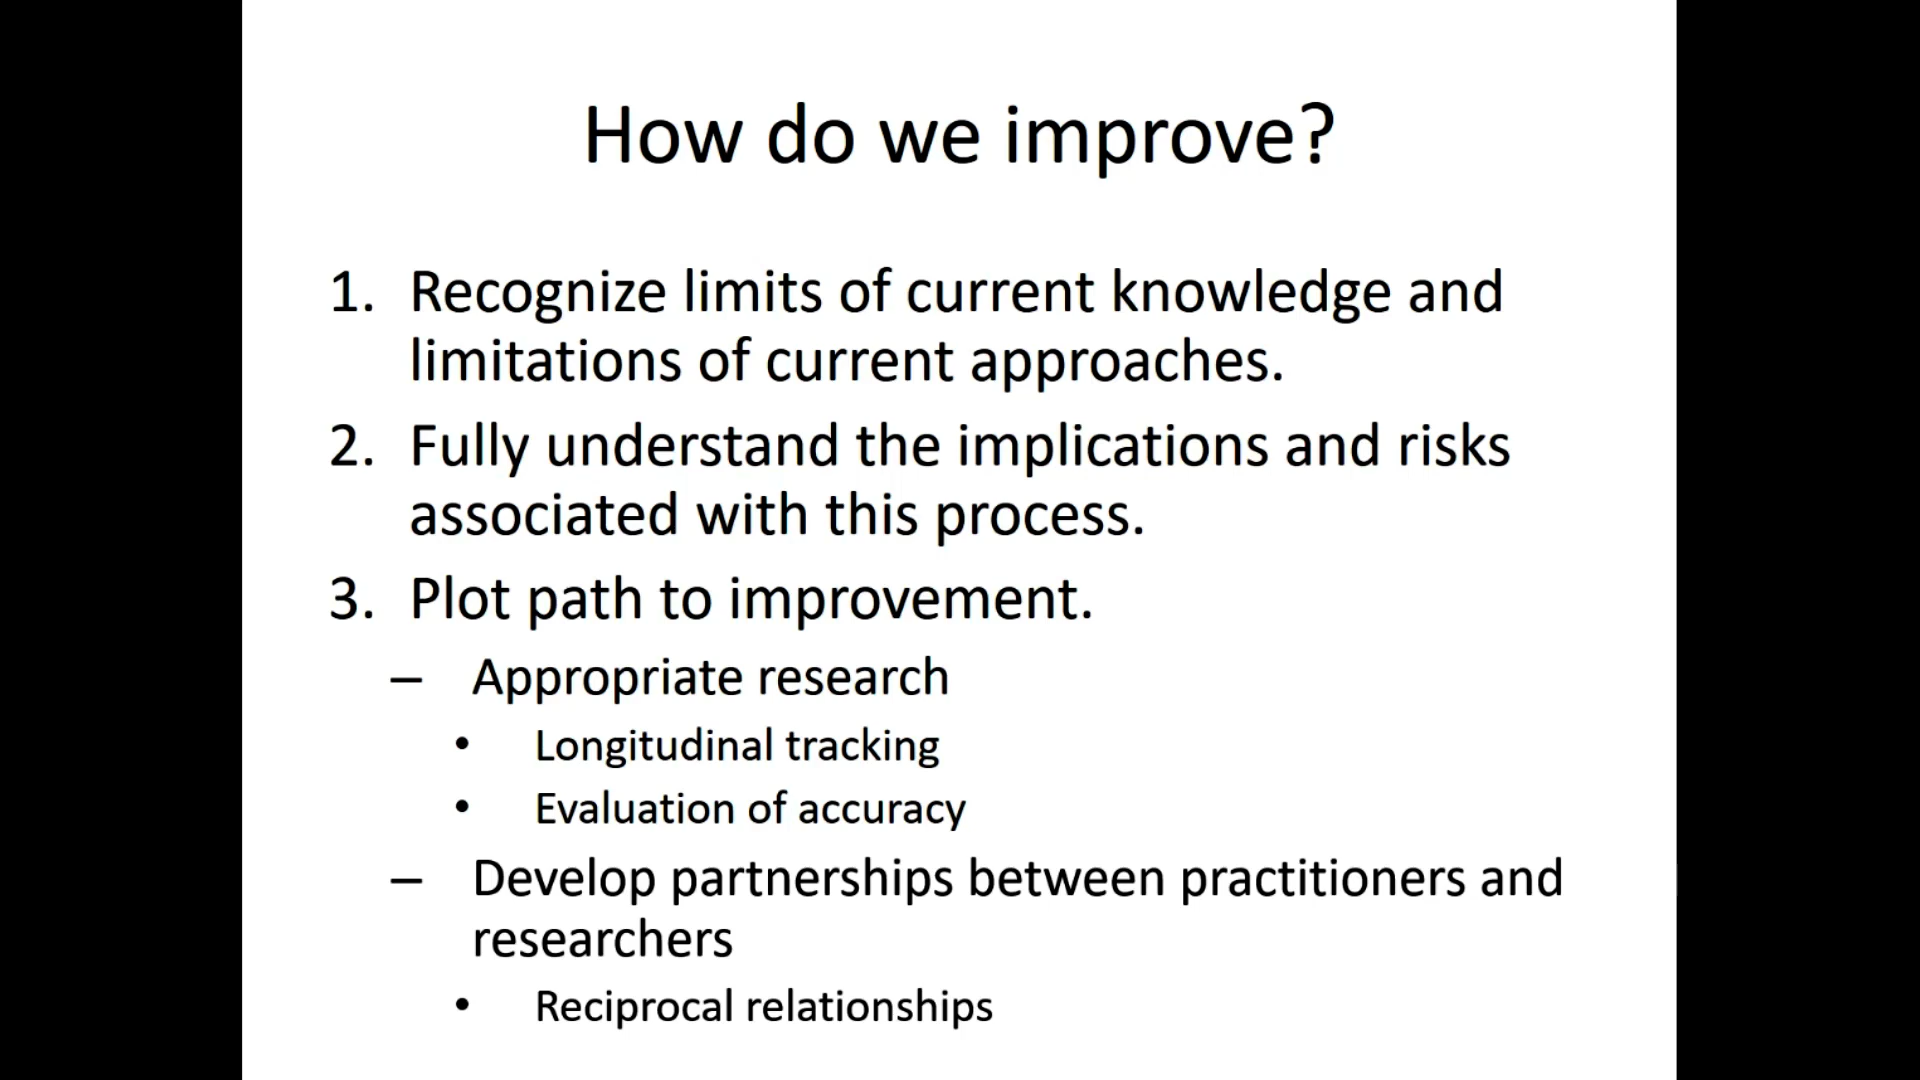 How do we improve?
1. Recognize limits of current knowledge and
limitations of current approaches.
2. Fully understand the implications and risks
associated with this process.
3. Plot path to improvement.
– Appropriate research
• Longitudinal tracking
• Evaluation of accuracy
– Develop partnerships between practitioners and
researchers
• Reciprocal relationships